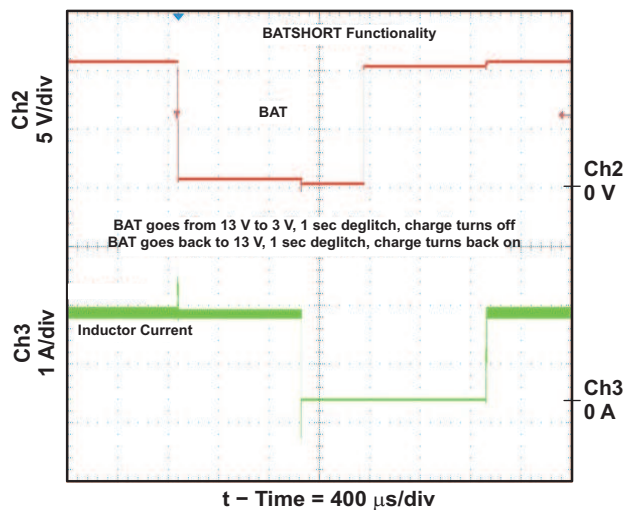 BATSHORT Functionality
Ch2
5 V/div
BAT
Ch2
0 V
BAT goes from 13 V to 3 V, 1 sec deglitch, charge turns off
BAT goes back to 13 V, 1 sec deglitch, charge turns back on
Inductor Current
Ch3
1 A/div
Ch3
0 A
t – Time = 400 μs/div